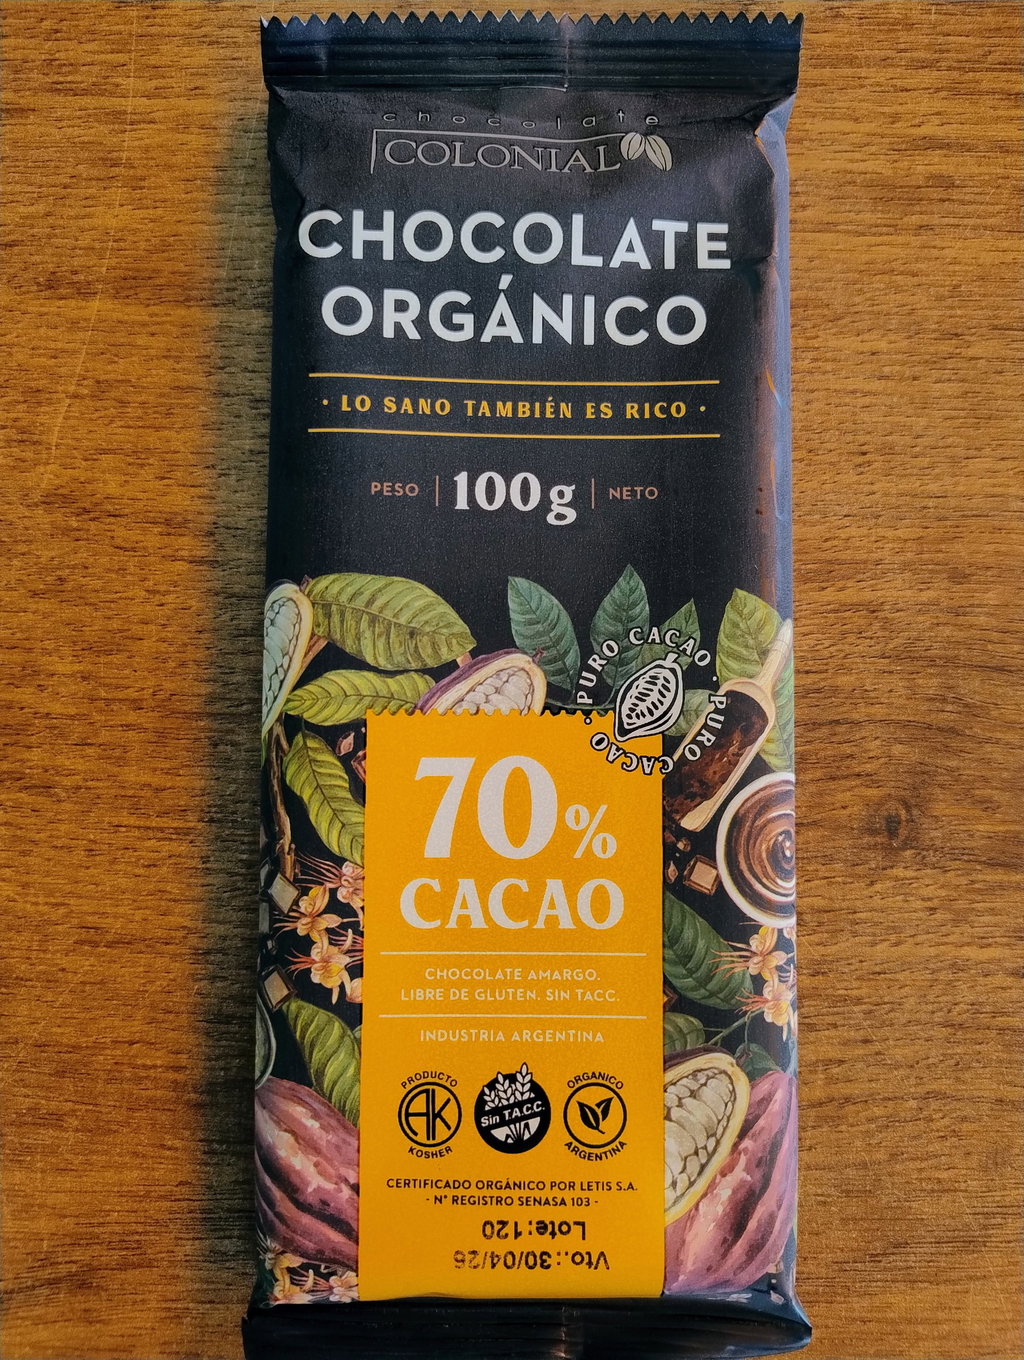 chocolate
COLONIAL
CHOCOLATE
ORGÁNICO
· LO SANO TAMBIÉN ES RICO ·
PESO | 100 g | NETO
PURO CACAO · PURO CACAO ·
70%
CACAO
CHOCOLATE AMARGO.
LIBRE DE GLUTEN. SIN TACC.
INDUSTRIA ARGENTINA
PRODUCTO
AK
KOSHER
Sin T.A.C.C.
ORGANICO
ARGENTINA
CERTIFICADO ORGÁNICO POR LETIS S.A.
- N° REGISTRO SENASA 103 -
Lote:120
Vto.:30/04/26